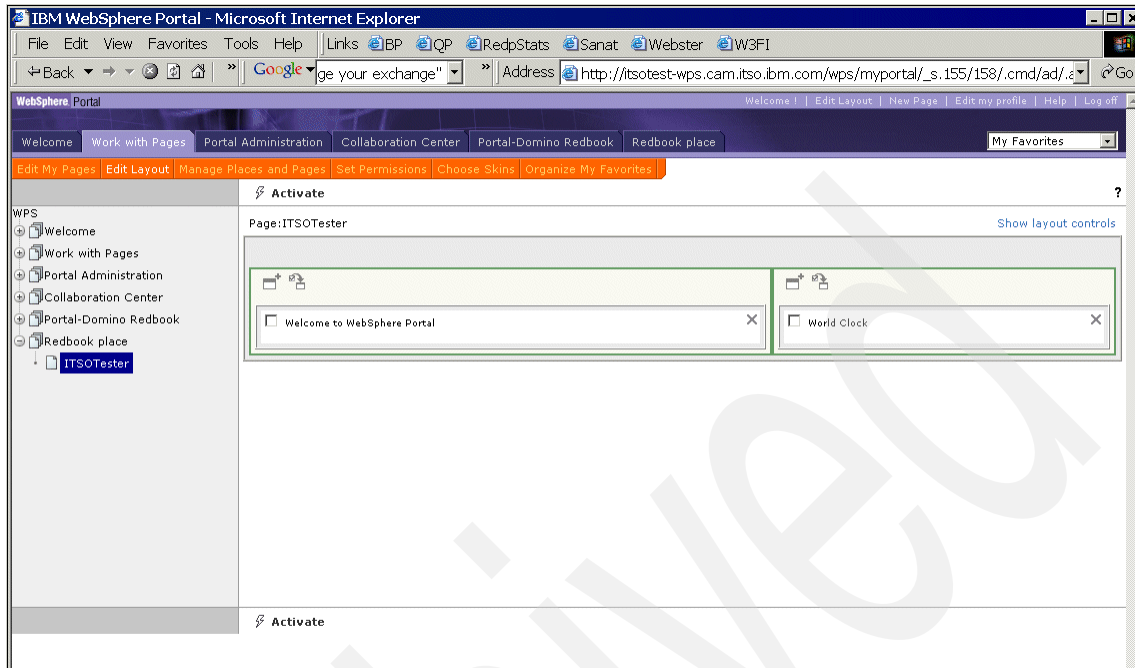 IBM WebSphere Portal - Microsoft Internet Explorer
File Edit View Favorites Tools Help Links BP QP RedpStats Sanat Webster W3FI
Back » Google ge your exchange" » Address http://itsotest-wps.cam.itso.ibm.com/wps/myportal/_s.155/158/.cmd/ad/. Go
WebSphere Portal Welcome ! | Edit Layout | New Page | Edit my profile | Help | Log off
Welcome Work with Pages Portal Administration Collaboration Center Portal-Domino Redbook Redbook place My Favorites
Edit My Pages Edit Layout Manage Places and Pages Set Permissions Choose Skins Organize My Favorites
Activate ?
WPS
Welcome
Work with Pages
Portal Administration
Collaboration Center
Portal-Domino Redbook
Redbook place
ITSOTester
Page:ITSOTester Show layout controls
Welcome to WebSphere Portal World Clock
Activate